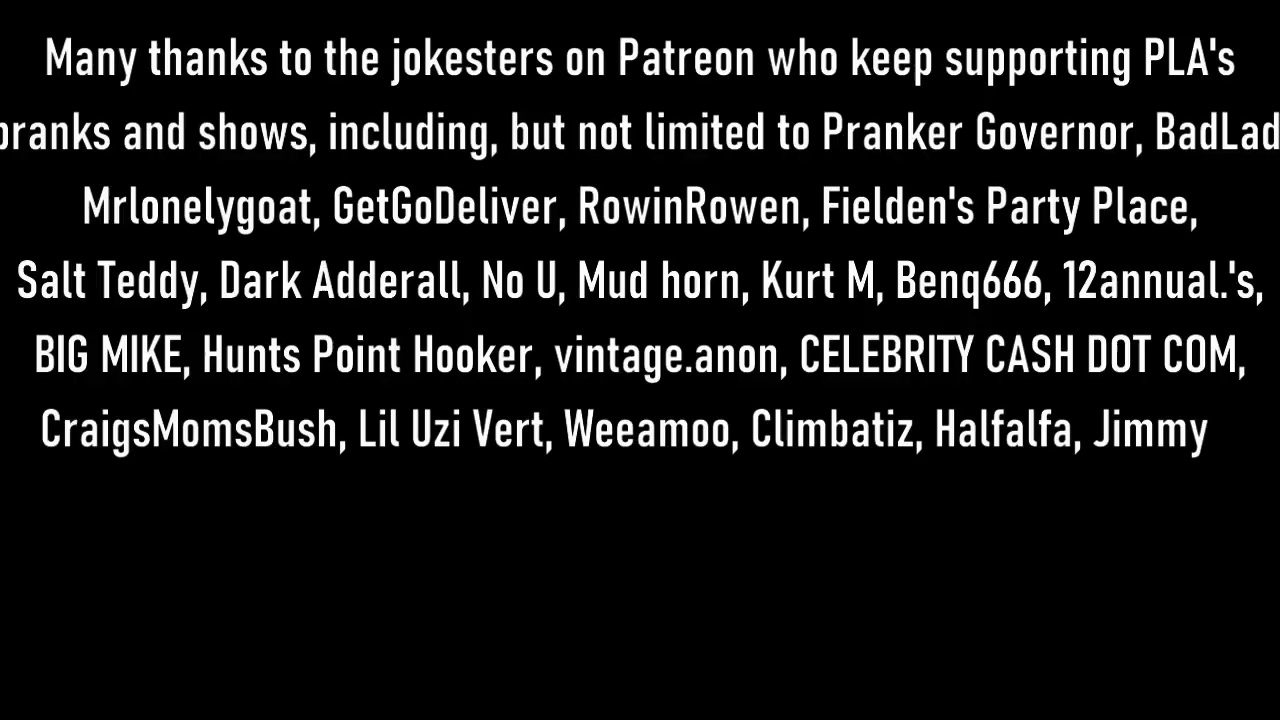 Many thanks to the jokesters on Patreon who keep supporting PLA's
pranks and shows, including, but not limited to Pranker Governor, BadLad
Mrlonelygoat, GetGoDeliver, RowinRowen, Fielden's Party Place,
Salt Teddy, Dark Adderall, No U, Mud horn, Kurt M, Benq666, 12annual.'s,
BIG MIKE, Hunts Point Hooker, vintage.anon, CELEBRITY CASH DOT COM,
CraigsMomsBush, Lil Uzi Vert, Weeamoo, Climbatiz, Halfalfa, Jimmy